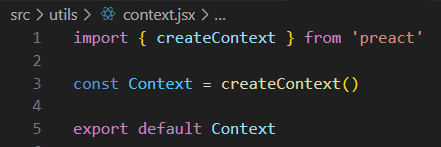 src > utils > context.jsx > ...
1 import { createContext } from 'preact'
2
3 const Context = createContext()
4
5 export default Context